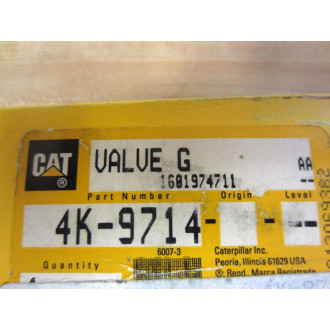 CAT ® VALVE G AA
1601974711 --
Part Number Origin Level
4K-9714- - --
6007-3
Quantity Caterpillar Inc.
Peoria, Illinois 61629 USA
®: Regd. Marca Registrada